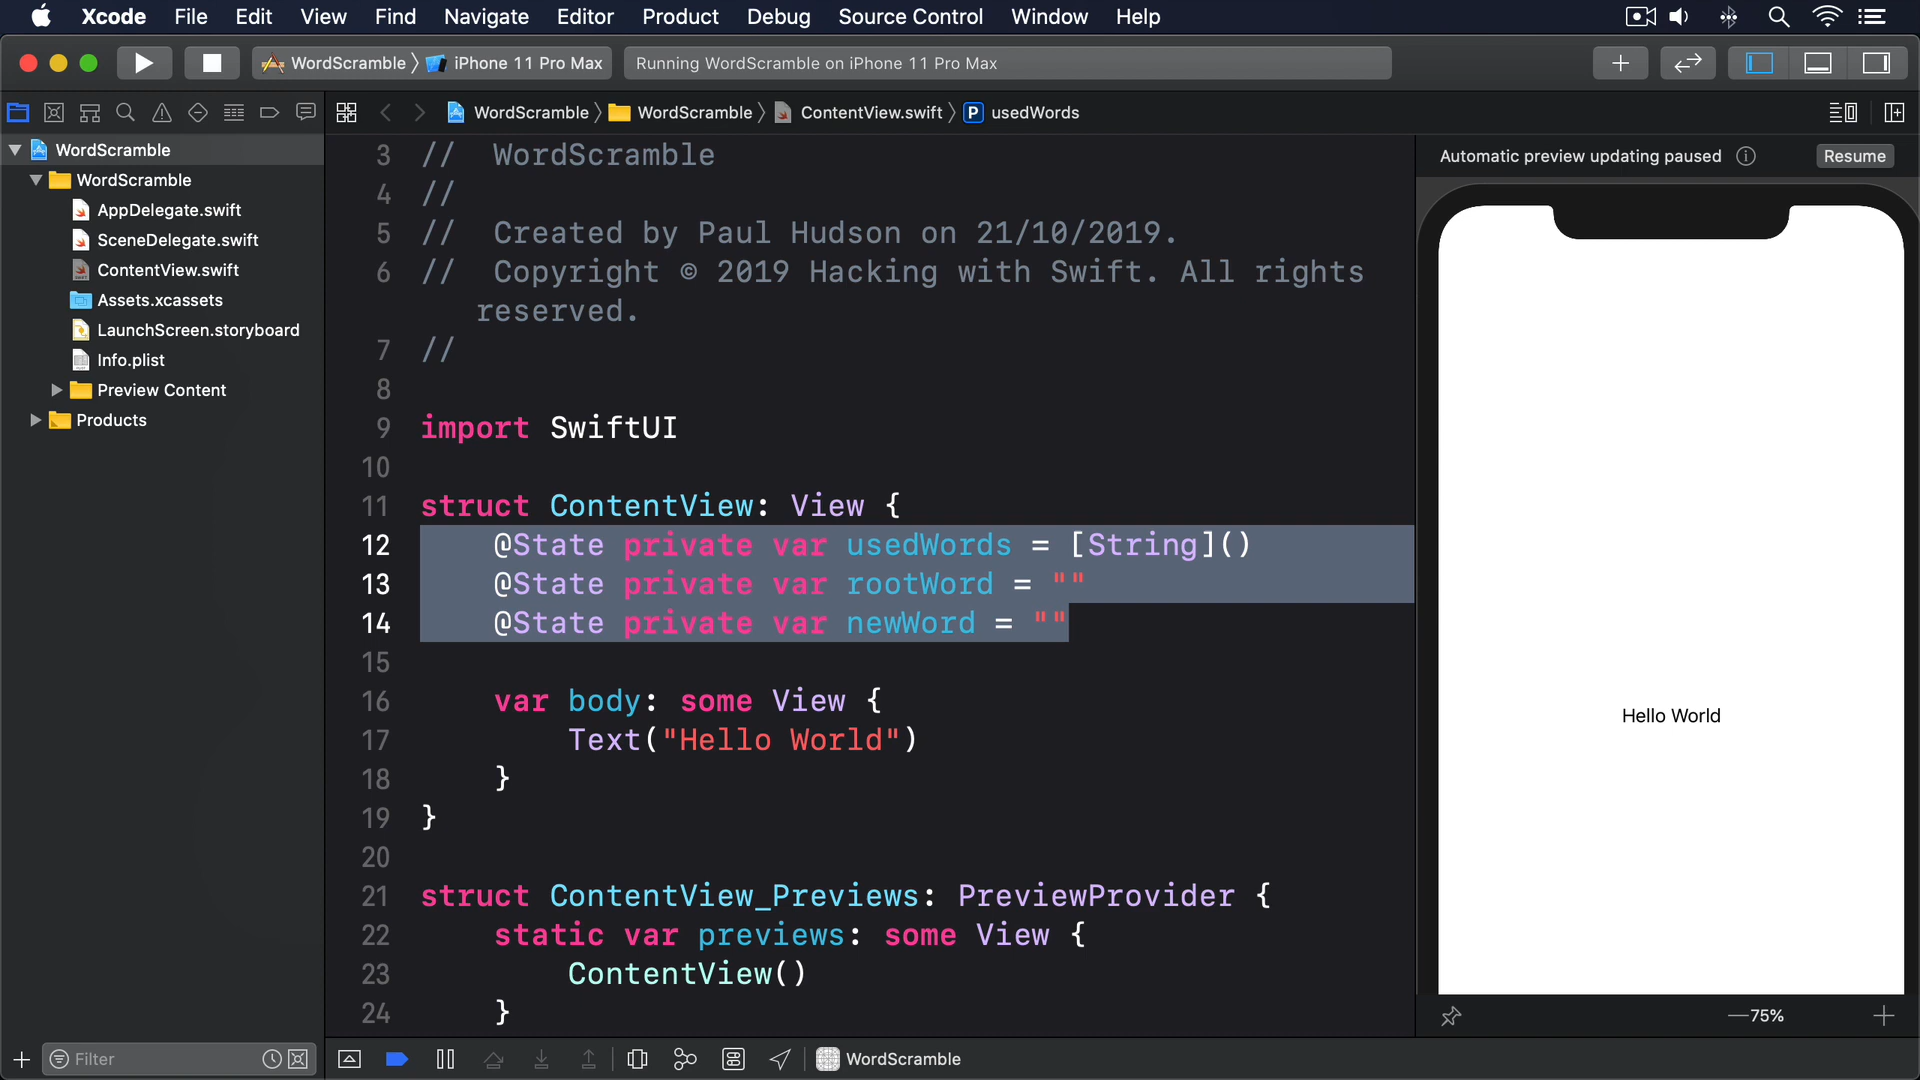 Xcode File Edit View Find Navigate Editor Product Debug Source Control Window Help
WordScramble iPhone 11 Pro Max Running WordScramble on iPhone 11 Pro Max
WordScramble WordScramble ContentView.swift P usedWords
WordScramble
WordScramble
AppDelegate.swift
SceneDelegate.swift
ContentView.swift
Assets.xcassets
LaunchScreen.storyboard
Info.plist
Preview Content
Products
Filter
3 // WordScramble
4 //
5 // Created by Paul Hudson on 21/10/2019.
6 // Copyright © 2019 Hacking with Swift. All rights
reserved.
7 //
8
9 import SwiftUI
10
11 struct ContentView: View {
12 @State private var usedWords = [String]()
13 @State private var rootWord = ""
14 @State private var newWord = ""
15
16 var body: some View {
17 Text("Hello World")
18 }
19 }
20
21 struct ContentView_Previews: PreviewProvider {
22 static var previews: some View {
23 ContentView()
24 }
WordScramble
Automatic preview updating paused Resume
Hello World
75%